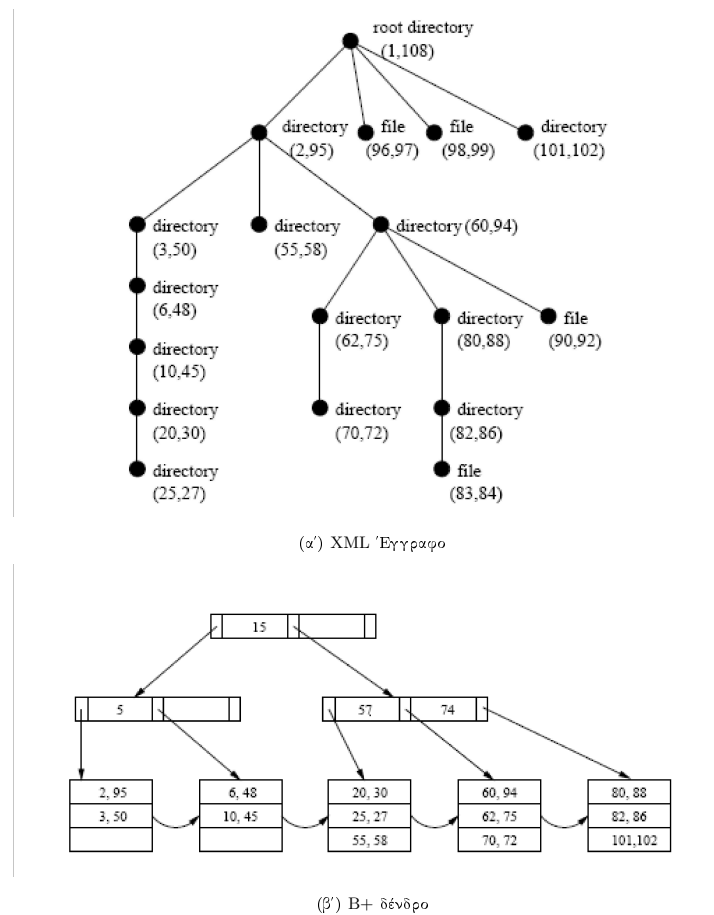 root directory
(1,108)
directory
(2,95)
file
(96,97)
file
(98,99)
directory
(101,102)
directory
(3,50)
directory
(55,58)
directory (60,94)
directory
(6,48)
directory
(62,75)
directory
(80,88)
file
(90,92)
directory
(10,45)
directory
(20,30)
directory
(70,72)
directory
(82,86)
directory
(25,27)
file
(83,84)
(α΄) XML Έγγραφο
15
5
57
74
2, 95
3, 50
6, 48
10, 45
20, 30
25, 27
55, 58
60, 94
62, 75
70, 72
80, 88
82, 86
101,102
(β΄) B+ δένδρο